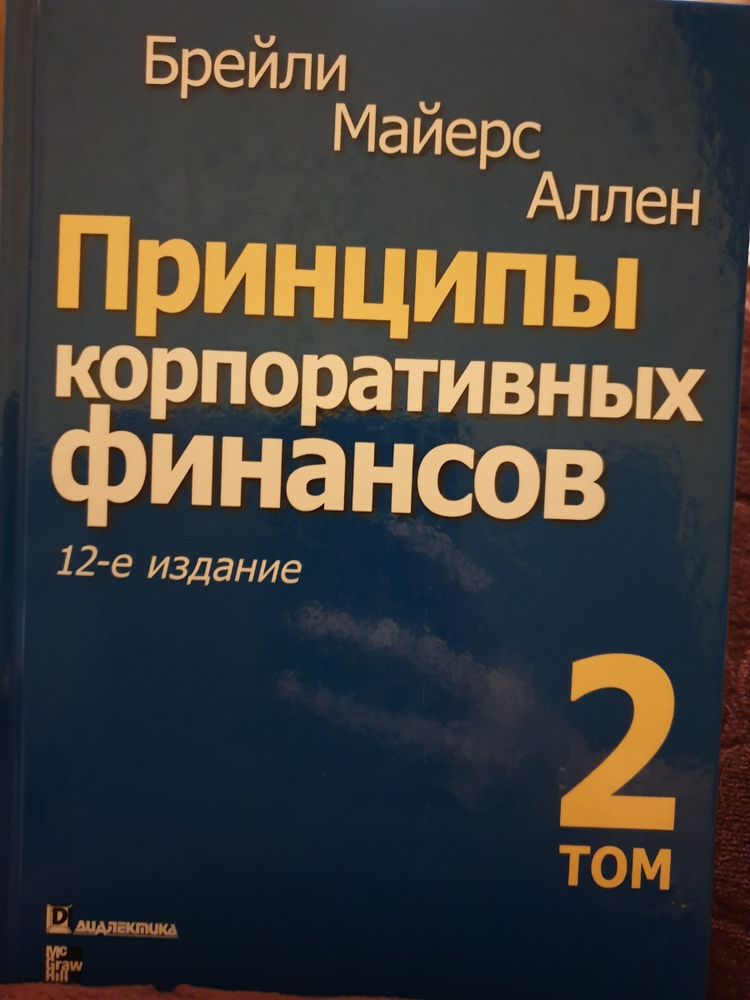 Брейли
Майерс
Аллен
Принципы
корпоративных
финансов
12-е издание
2
том
D
ДИАЛЕКТИКА
Mc
Graw
Hill